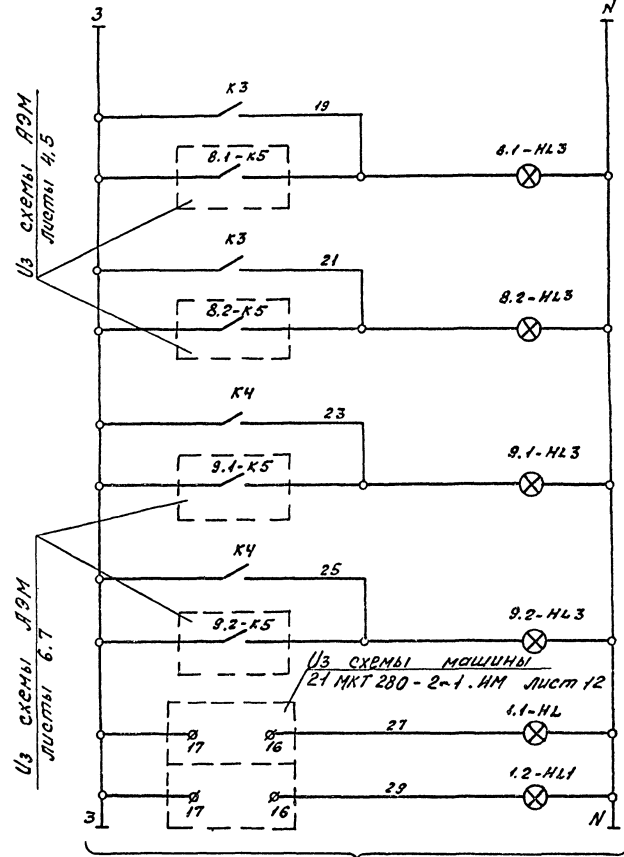 3 N
К3 19
8.1-К5 8.1-HL3
К3 21
8.2-К5 8.2-HL3
К4 23
9.1-К5 9.1-HL3
К4 25
9.2-К5 9.2-HL3
Из схемы машины
21 МКТ 280-2-1.ИМ лист 12
17 16 27 1.1-HL
17 16 29 1.2-HL1
3 N
Из схемы АЭМ
листы 4,5
Из схемы АЭМ
листы 6.7